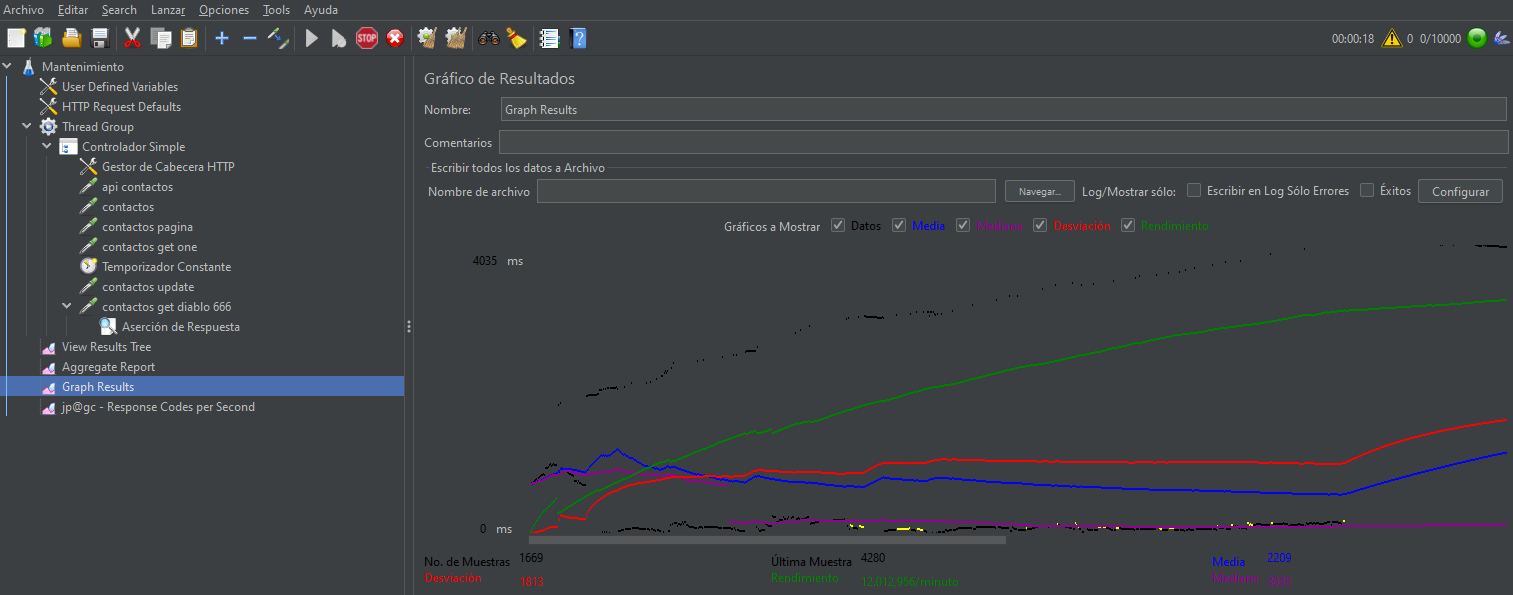 Archivo Editar Search Lanzar Opciones Tools Ayuda
STOP 00:00:18 0 0/10000
Mantenimiento
User Defined Variables
HTTP Request Defaults
Thread Group
Controlador Simple
Gestor de Cabecera HTTP
api contactos
contactos
contactos pagina
contactos get one
Temporizador Constante
contactos update
contactos get diablo 666
Aserción de Respuesta
View Results Tree
Aggregate Report
Graph Results
jp@gc - Response Codes per Second
Gráfico de Resultados
Nombre: Graph Results
Comentarios
Escribir todos los datos a Archivo
Nombre de archivo Navegar... Log/Mostrar sólo: Escribir en Log Sólo Errores Éxitos Configurar
Gráficos a Mostrar Datos Media Mediana Desviación Rendimiento
4035 ms
0 ms
No. de Muestras 1669 Última Muestra 4280 Media 2209
Desviación 1813 Rendimiento 12,012,956/minuto Mediana